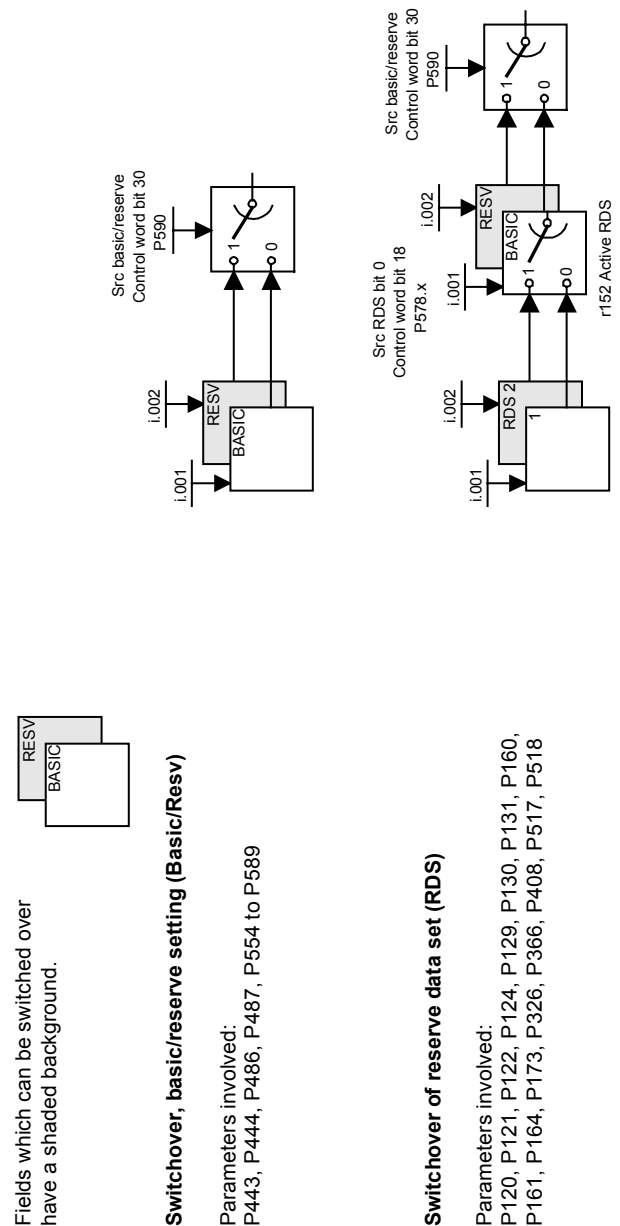 Fields which can be switched over
have a shaded background.
RESV
BASIC
Switchover, basic/reserve setting (Basic/Resv)
Parameters involved:
P443, P444, P486, P487, P554 to P589
i.001
i.002
RESV
BASIC
Src basic/reserve
Control word bit 30
P590
1
0
Switchover of reserve data set (RDS)
Parameters involved:
P120, P121, P122, P124, P129, P130, P131, P160,
P161, P164, P173, P326, P366, P408, P517, P518
i.001
i.002
RDS 2
1
Src RDS bit 0
Control word bit 18
P578.x
i.001
i.002
RESV
BASIC
1
0
r152 Active RDS
Src basic/reserve
Control word bit 30
P590
1
0